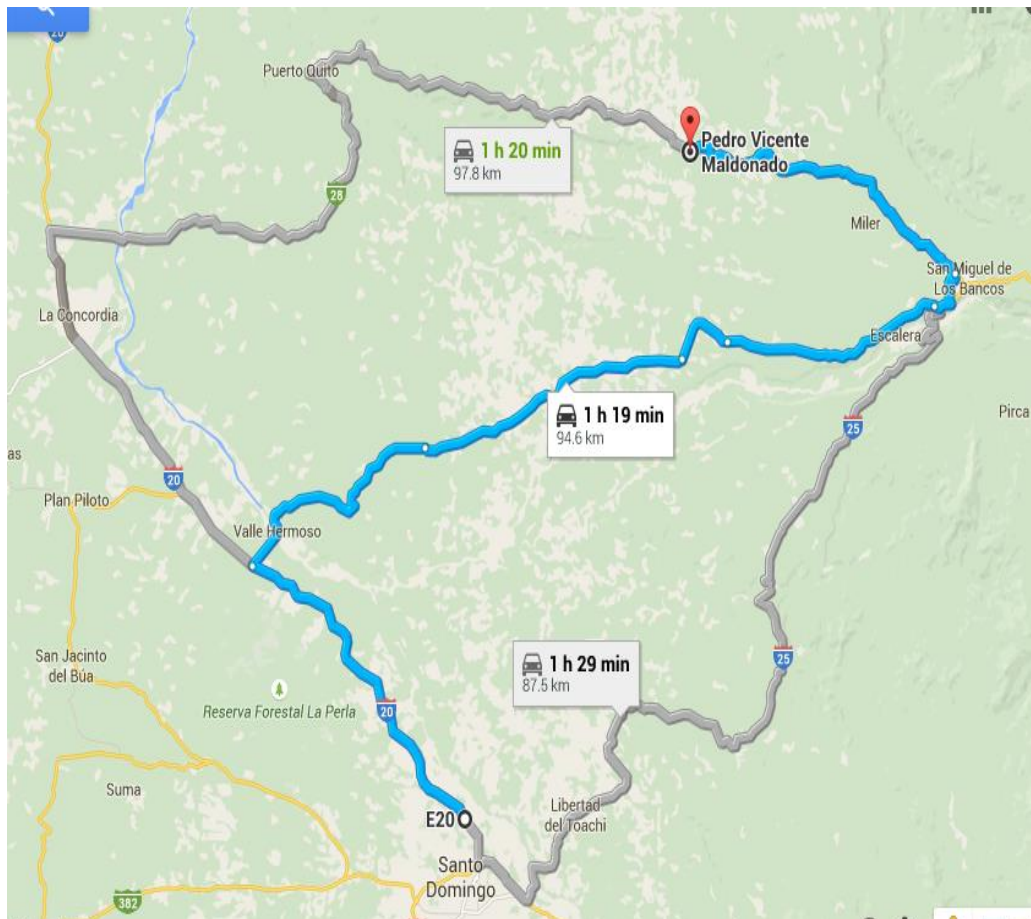 20
Puerto Quito
1 h 20 min
97.8 km
Pedro Vicente
Maldonado
28
Miler
San Miguel de
Los Bancos
La Concordia
Escalera
1 h 19 min
94.6 km
Pirca
25
as
20
Plan Piloto
Valle Hermoso
San Jacinto
del Búa
1 h 29 min
87.5 km
25
Reserva Forestal La Perla
20
Suma
E20
Libertad
del Toachi
Santo
Domingo
382